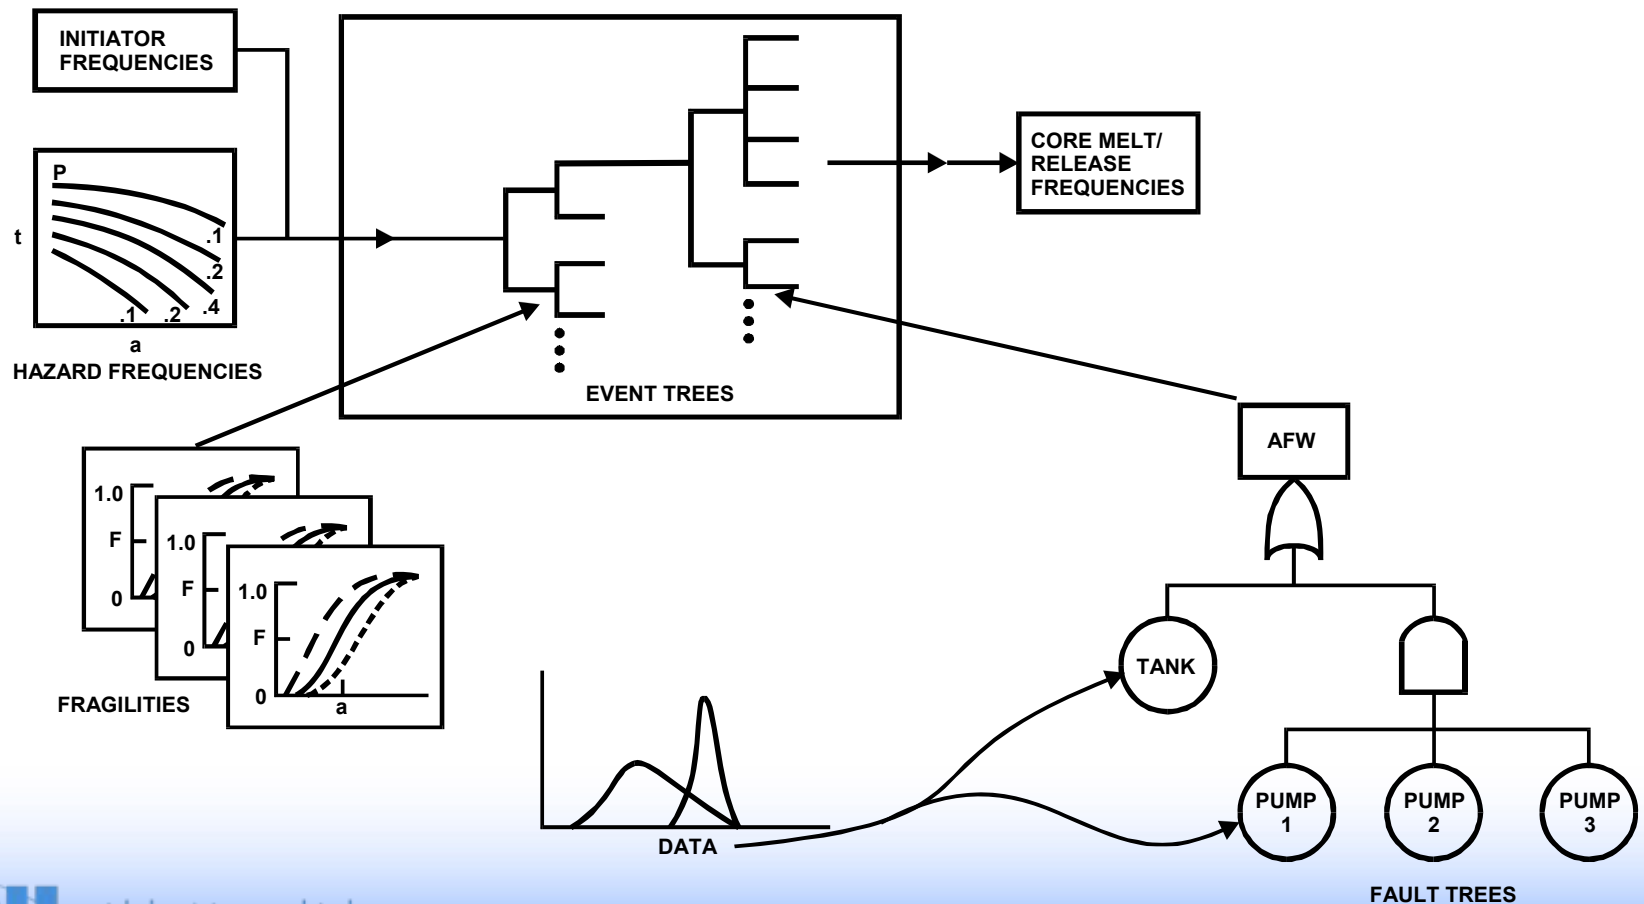 INITIATOR
FREQUENCIES
P
t
.1
.2
.4
.1 .2
a
HAZARD FREQUENCIES
EVENT TREES
CORE MELT/
RELEASE
FREQUENCIES
1.0
F
0
1.0
F
0
1.0
F
0
a
FRAGILITIES
DATA
AFW
TANK
PUMP
1
PUMP
2
PUMP
3
FAULT TREES